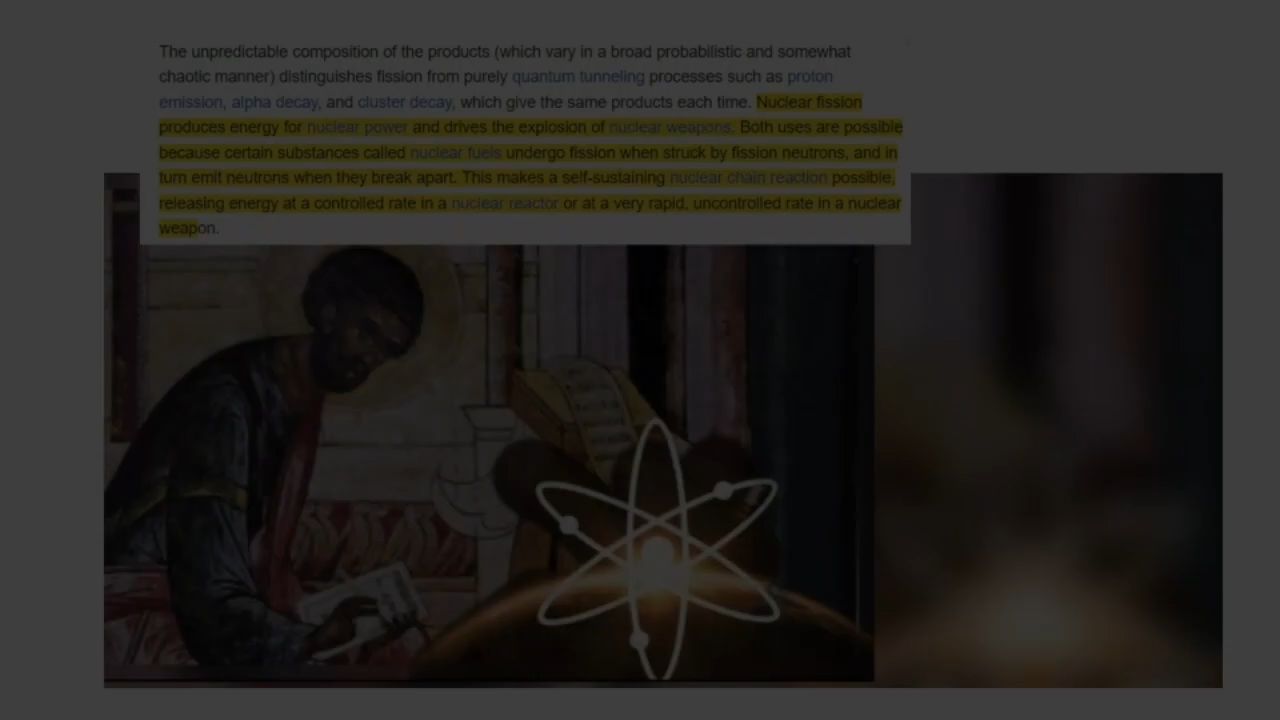 The unpredictable composition of the products (which vary in a broad probabilistic and somewhat
chaotic manner) distinguishes fission from purely quantum tunneling processes such as proton
emission, alpha decay, and cluster decay, which give the same products each time. Nuclear fission
produces energy for nuclear power and drives the explosion of nuclear weapons. Both uses are possible
because certain substances called nuclear fuels undergo fission when struck by fission neutrons, and in
turn emit neutrons when they break apart. This makes a self-sustaining nuclear chain reaction possible,
releasing energy at a controlled rate in a nuclear reactor or at a very rapid, uncontrolled rate in a nuclear
weapon.